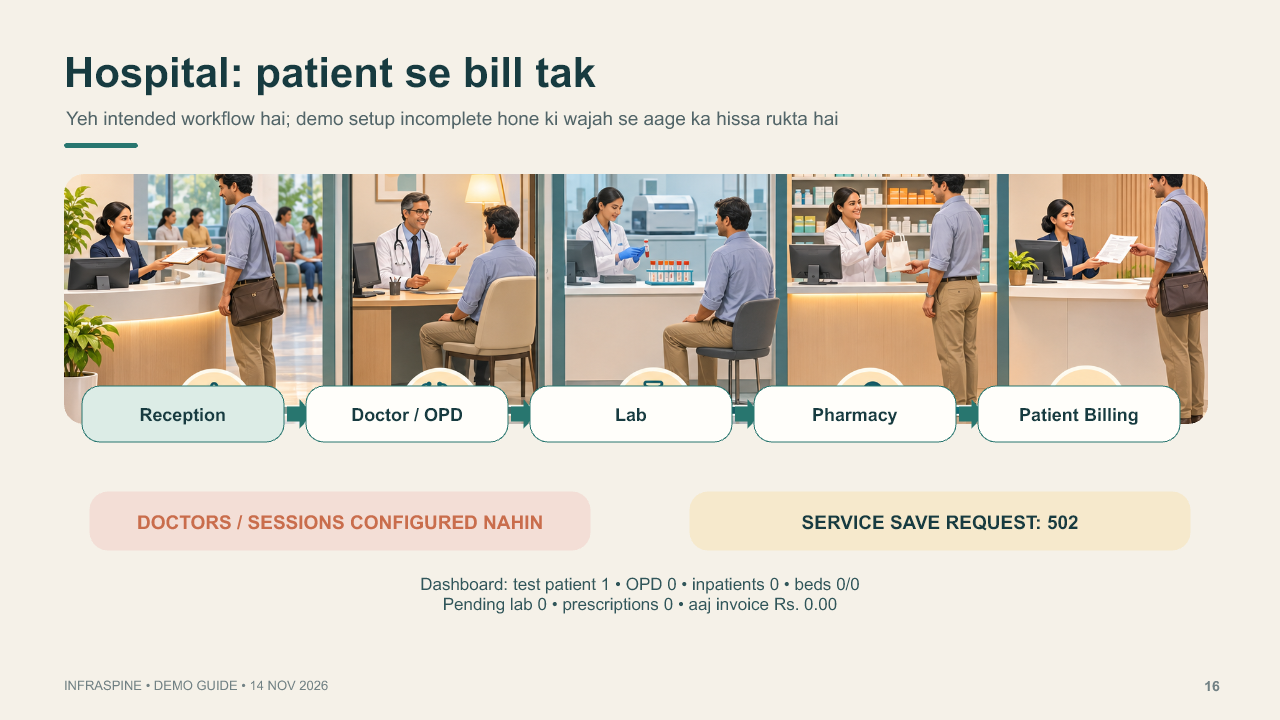 Hospital: patient se bill tak
Yeh intended workflow hai; demo setup incomplete hone ki wajah se aage ka hissa rukta hai
Reception
Doctor / OPD
Lab
Pharmacy
Patient Billing
DOCTORS / SESSIONS CONFIGURED NAHIN
SERVICE SAVE REQUEST: 502
Dashboard: test patient 1 • OPD 0 • inpatients 0 • beds 0/0
Pending lab 0 • prescriptions 0 • aaj invoice Rs. 0.00
INFRASPINE • DEMO GUIDE • 14 NOV 2026
16